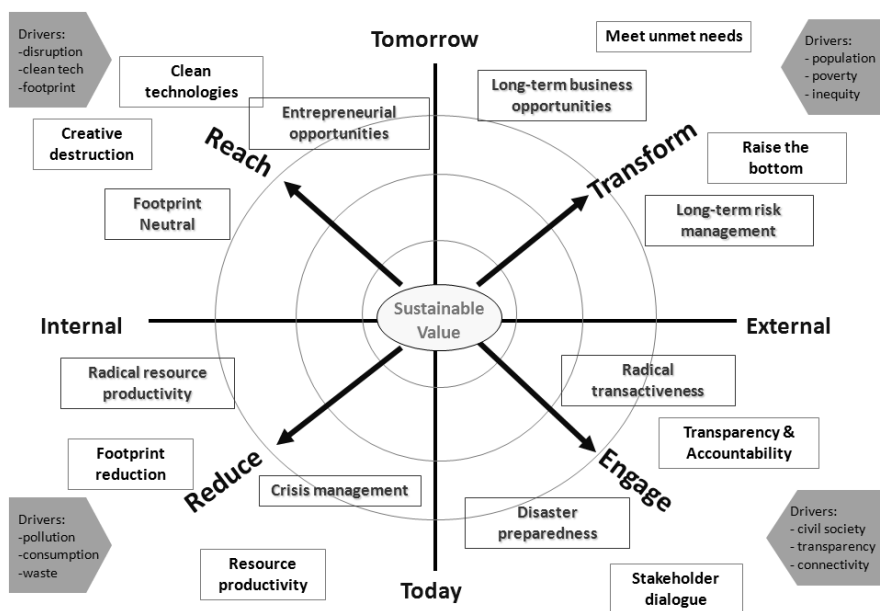 Drivers:
-disruption
-clean tech
-footprint
Clean
technologies
Creative
destruction
Entrepreneurial
opportunities
Reach
Footprint
Neutral
Tomorrow
Meet unmet needs
Long-term business
opportunities
Drivers:
- population
- poverty
- inequity
Transform
Raise the
bottom
Long-term risk
management
Internal
Sustainable
Value
External
Radical resource
productivity
Footprint
reduction
Reduce
Crisis management
Drivers:
-pollution
-consumption
-waste
Resource
productivity
Today
Radical
transactiveness
Transparency &
Accountability
Engage
Disaster
preparedness
Drivers:
- civil society
- transparency
- connectivity
Stakeholder
dialogue